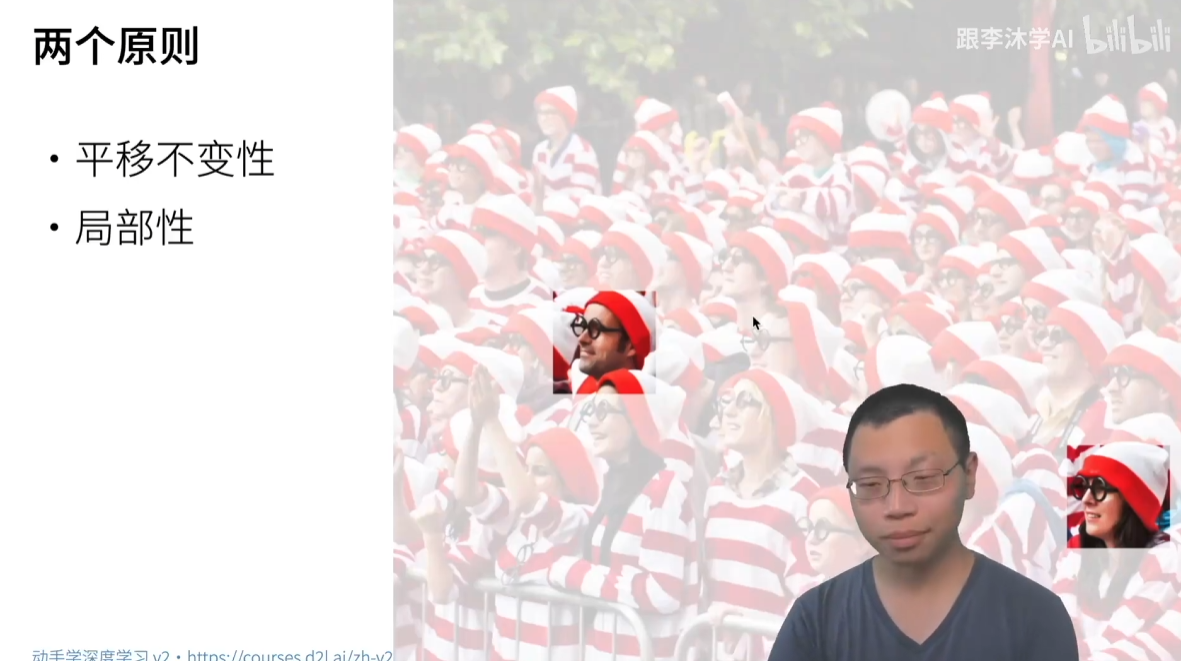 两个原则
跟李沐学AI bilibili
• 平移不变性
• 局部性
动手学深度学习 v2 • https://courses.d2l.ai/zh-v2